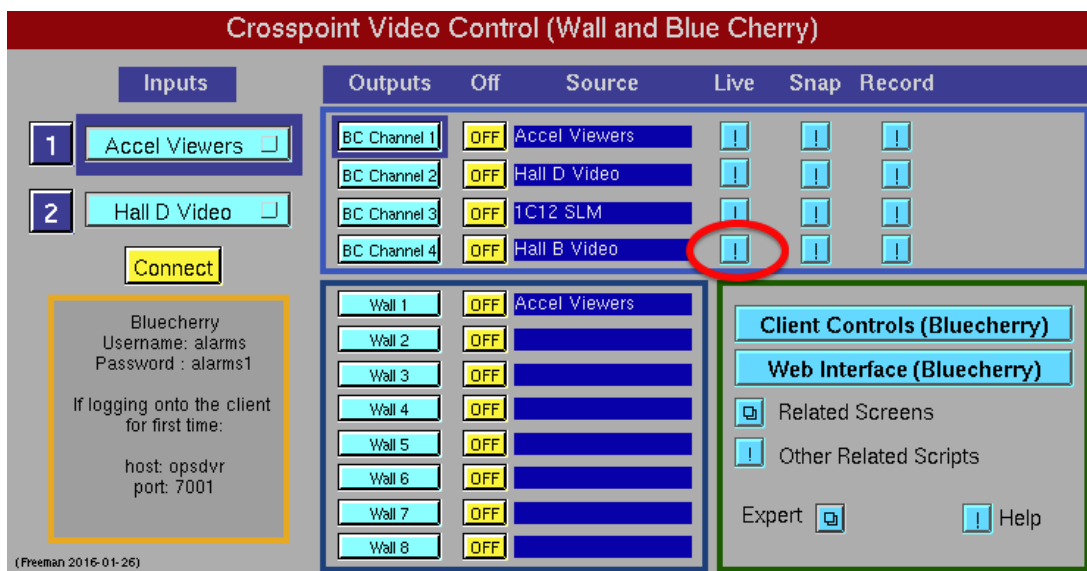 Crosspoint Video Control (Wall and Blue Cherry)
Inputs
1 Accel Viewers
2 Hall D Video
Connect
Bluecherry
Username: alarms
Password : alarms1
If logging onto the client
for first time:
host: opsdvr
port: 7001
(Freeman 2016-01-26)
Outputs Off Source Live Snap Record
BC Channel 1 OFF Accel Viewers ! ! !
BC Channel 2 OFF Hall D Video ! ! !
BC Channel 3 OFF 1C12 SLM ! ! !
BC Channel 4 OFF Hall B Video ! ! !
Wall 1 OFF Accel Viewers
Wall 2 OFF
Wall 3 OFF
Wall 4 OFF
Wall 5 OFF
Wall 6 OFF
Wall 7 OFF
Wall 8 OFF
Client Controls (Bluecherry)
Web Interface (Bluecherry)
Related Screens
! Other Related Scripts
Expert ! Help